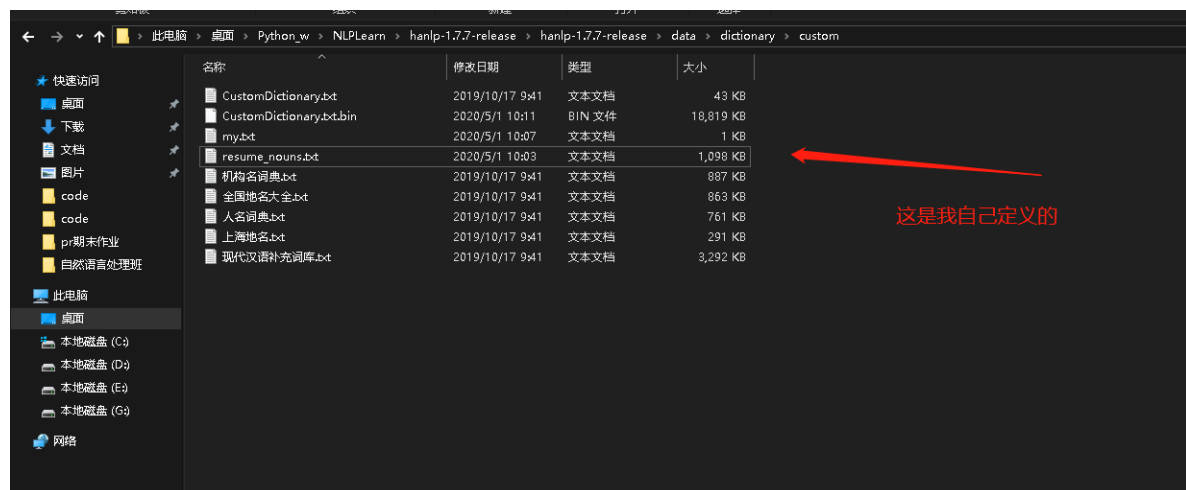 此电脑 > 桌面 > Python_w > NLPLearn > hanlp-1.7.7-release > hanlp-1.7.7-release > data > dictionary > custom
名称 修改日期 类型 大小
快速访问
桌面
下载
文档
图片
code
code
pr期末作业
自然语言处理班
此电脑
桌面
本地磁盘 (C:)
本地磁盘 (D:)
本地磁盘 (E:)
本地磁盘 (G:)
网络
CustomDictionary.txt 2019/10/17 9:41 文本文档 43 KB
CustomDictionary.txt.bin 2020/5/1 10:11 BIN 文件 18,819 KB
my.txt 2020/5/1 10:07 文本文档 1 KB
resume_nouns.txt 2020/5/1 10:03 文本文档 1,098 KB
机构名词典.txt 2019/10/17 9:41 文本文档 887 KB
全国地名大全.txt 2019/10/17 9:41 文本文档 863 KB
人名词典.txt 2019/10/17 9:41 文本文档 761 KB
上海地名.txt 2019/10/17 9:41 文本文档 291 KB
现代汉语补充词库.txt 2019/10/17 9:41 文本文档 3,292 KB
这是我自己定义的